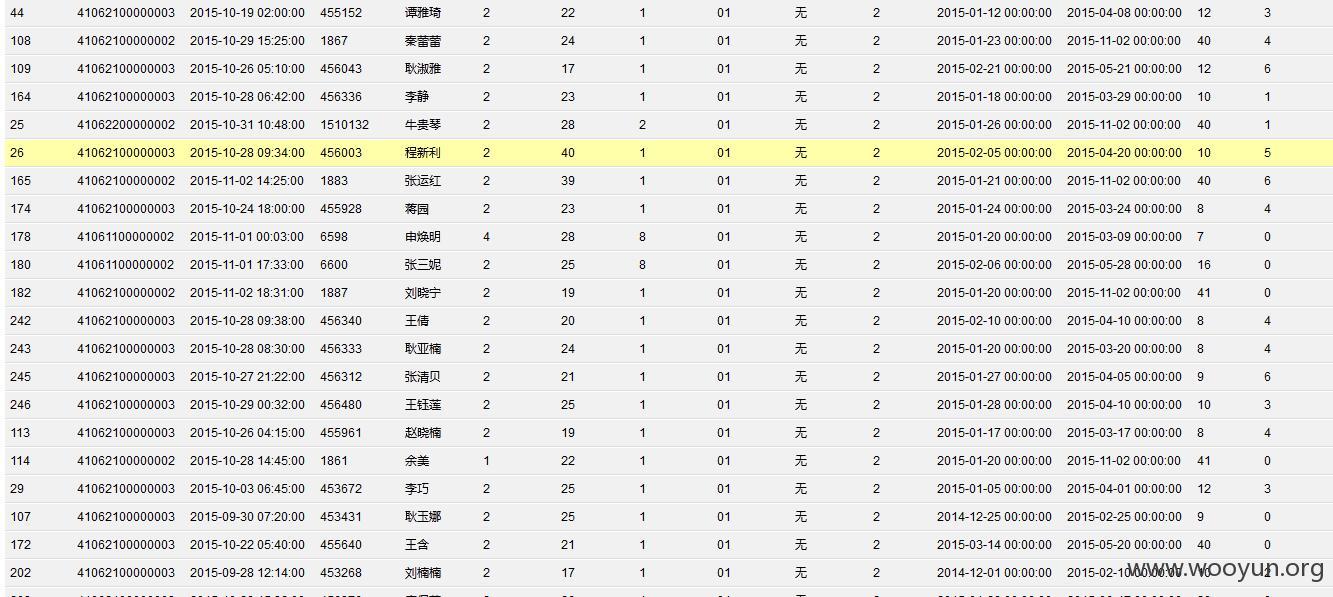 44 41062100000003 2015-10-19 02:00:00 455152 谭雅琦 2 22 1 01 无 2 2015-01-12 00:00:00 2015-04-08 00:00:00 12 3
108 41062100000002 2015-10-29 15:25:00 1867 秦蕾蕾 2 24 1 01 无 2 2015-01-23 00:00:00 2015-11-02 00:00:00 40 4
109 41062100000003 2015-10-26 05:10:00 456043 耿淑雅 2 17 1 01 无 2 2015-02-21 00:00:00 2015-05-21 00:00:00 12 6
164 41062100000003 2015-10-28 06:42:00 456336 李静 2 23 1 01 无 2 2015-01-18 00:00:00 2015-03-29 00:00:00 10 1
25 41062200000002 2015-10-31 10:48:00 1510132 牛贵琴 2 28 2 01 无 2 2015-01-26 00:00:00 2015-11-02 00:00:00 40 1
26 41062100000003 2015-10-28 09:34:00 456003 程新利 2 40 1 01 无 2 2015-02-05 00:00:00 2015-04-20 00:00:00 10 5
165 41062100000002 2015-11-02 14:25:00 1883 张运红 2 39 1 01 无 2 2015-01-21 00:00:00 2015-11-02 00:00:00 40 6
174 41062100000003 2015-10-24 18:00:00 455928 蒋园 2 23 1 01 无 2 2015-01-24 00:00:00 2015-03-24 00:00:00 8 4
178 41061100000002 2015-11-01 00:03:00 6598 申焕明 4 28 8 01 无 2 2015-01-20 00:00:00 2015-03-09 00:00:00 7 0
180 41061100000002 2015-11-01 17:33:00 6600 张三妮 2 25 8 01 无 2 2015-02-06 00:00:00 2015-05-28 00:00:00 16 0
182 41062100000002 2015-11-02 18:31:00 1887 刘晓宁 2 19 1 01 无 2 2015-01-20 00:00:00 2015-11-02 00:00:00 41 0
242 41062100000003 2015-10-28 09:38:00 456340 王倩 2 20 1 01 无 2 2015-02-10 00:00:00 2015-04-10 00:00:00 8 4
243 41062100000003 2015-10-28 08:30:00 456333 耿亚楠 2 24 1 01 无 2 2015-01-20 00:00:00 2015-03-20 00:00:00 8 4
245 41062100000003 2015-10-27 21:22:00 456312 张清贝 2 21 1 01 无 2 2015-01-27 00:00:00 2015-04-05 00:00:00 9 6
246 41062100000003 2015-10-29 00:32:00 456480 王钰莲 2 25 1 01 无 2 2015-01-28 00:00:00 2015-04-10 00:00:00 10 3
113 41062100000003 2015-10-26 04:15:00 455961 赵晓楠 2 19 1 01 无 2 2015-01-17 00:00:00 2015-03-17 00:00:00 8 4
114 41062100000002 2015-10-28 14:45:00 1861 余美 1 22 1 01 无 2 2015-01-20 00:00:00 2015-11-02 00:00:00 41 0
29 41062100000003 2015-10-03 06:45:00 453672 李巧 2 25 1 01 无 2 2015-01-05 00:00:00 2015-04-01 00:00:00 12 3
107 41062100000003 2015-09-30 07:20:00 453431 耿玉娜 2 25 1 01 无 2 2014-12-25 00:00:00 2015-02-25 00:00:00 9 0
172 41062100000003 2015-10-22 05:40:00 455640 王含 2 21 1 01 无 2 2015-03-14 00:00:00 2015-05-20 00:00:00 40 0
202 41062100000003 2015-09-28 12:14:00 453268 刘楠楠 2 17 1 01 无 2 2014-12-01 00:00:00 2015-02-10 00:00:00 10 2
www.wooyun.org